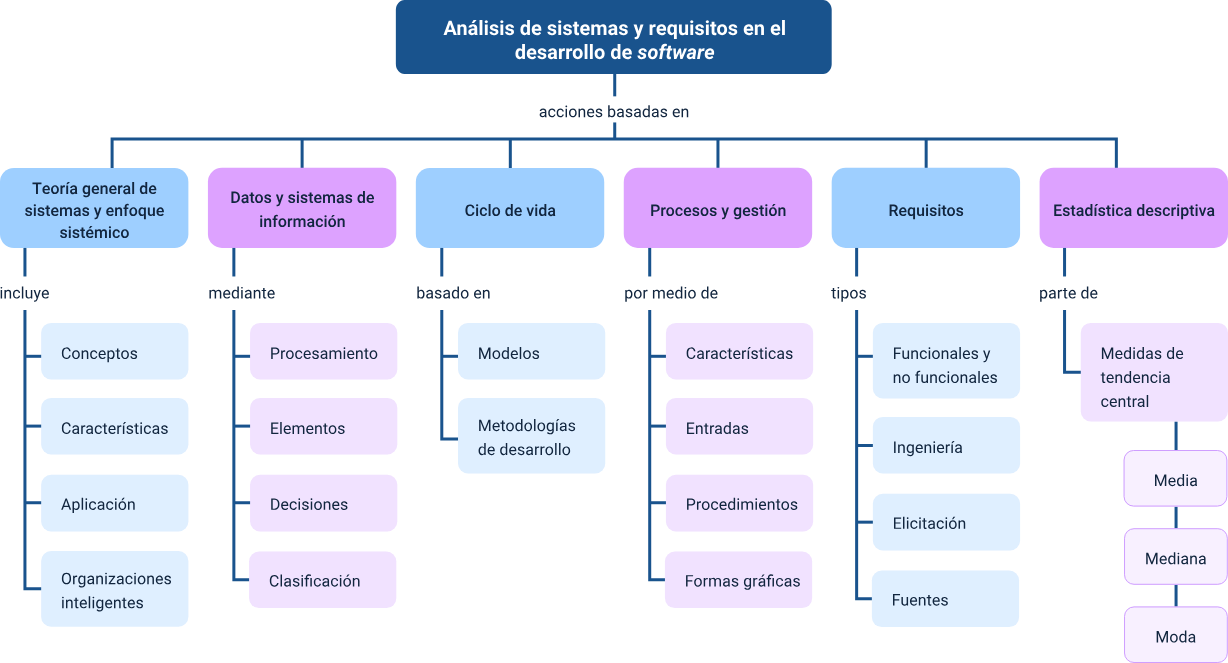 Análisis de sistemas y requisitos en el
desarrollo de software
acciones basadas en
Teoría general de
sistemas y enfoque
sistémico
incluye
Conceptos
Características
Aplicación
Organizaciones
inteligentes
Datos y sistemas de
información
mediante
Procesamiento
Elementos
Decisiones
Clasificación
Ciclo de vida
basado en
Modelos
Metodologías
de desarrollo
Procesos y gestión
por medio de
Características
Entradas
Procedimientos
Formas gráficas
Requisitos
tipos
Funcionales y
no funcionales
Ingeniería
Elicitación
Fuentes
Estadística descriptiva
parte de
Medidas de
tendencia
central
Media
Mediana
Moda